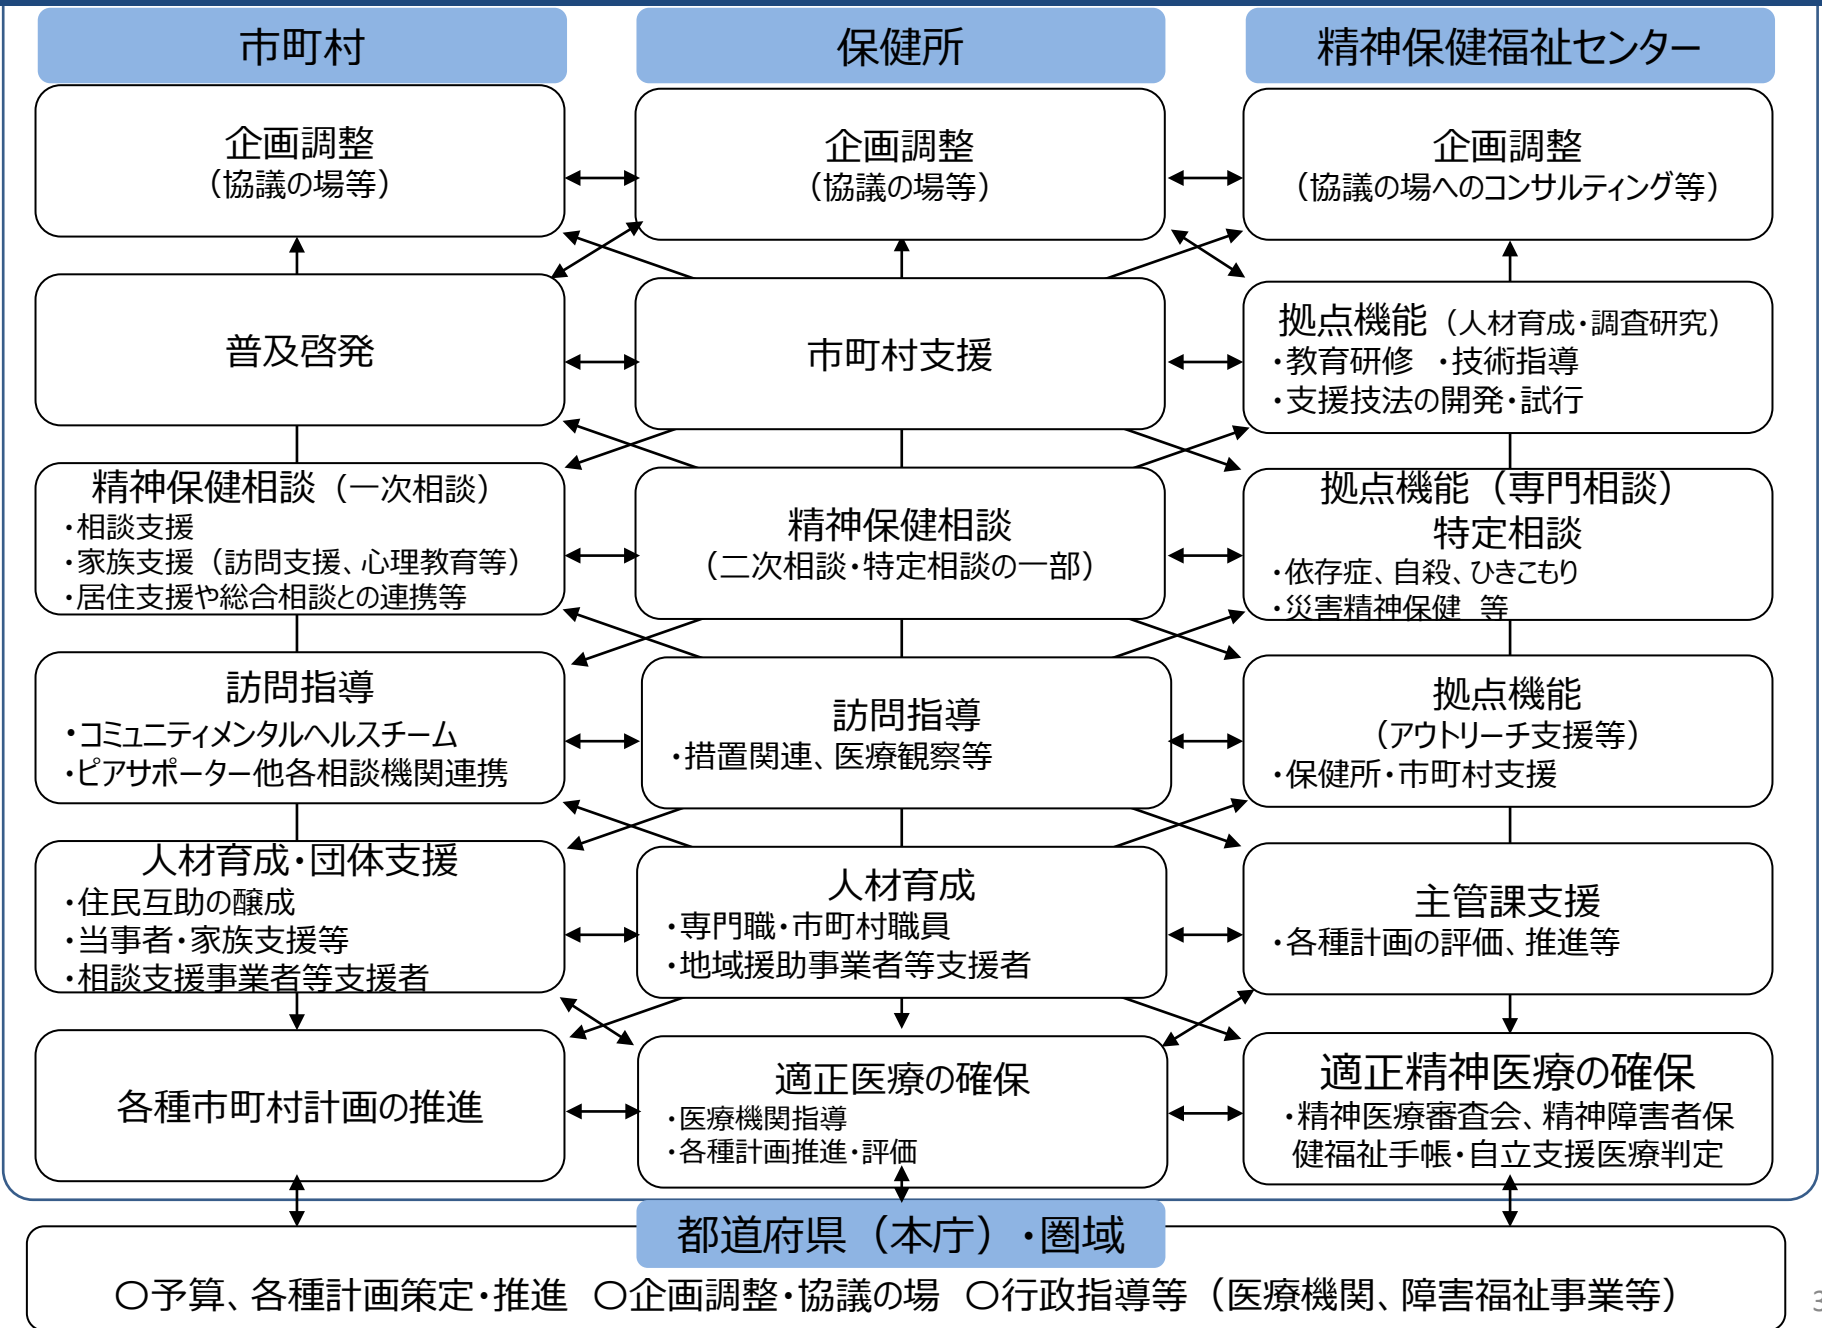 市町村
企画調整
（協議の場等）
普及啓発
精神保健相談（一次相談）
・相談支援
・家族支援（訪問支援、心理教育等）
・居住支援や総合相談との連携等
訪問指導
・コミュニティメンタルヘルスチーム
・ピアサポーター他各相談機関連携
人材育成・団体支援
・住民互助の醸成
・当事者・家族支援等
・相談支援事業者等支援者
各種市町村計画の推進
保健所
企画調整
（協議の場等）
市町村支援
精神保健相談
（二次相談・特定相談の一部）
訪問指導
・措置関連、医療観察等
人材育成
・専門職・市町村職員
・地域援助事業者等支援者
適正医療の確保
・医療機関指導
・各種計画推進・評価
精神保健福祉センター
企画調整
（協議の場へのコンサルティング等）
拠点機能（人材育成・調査研究）
・教育研修　・技術指導
・支援技法の開発・試行
拠点機能（専門相談）
特定相談
・依存症、自殺、ひきこもり
・災害精神保健　等
拠点機能
（アウトリーチ支援等）
・保健所・市町村支援
主管課支援
・各種計画の評価、推進等
適正精神医療の確保
・精神医療審査会、精神障害者保
健福祉手帳・自立支援医療判定
都道府県（本庁）・圏域
〇予算、各種計画策定・推進　〇企画調整・協議の場　〇行政指導等（医療機関、障害福祉事業等）